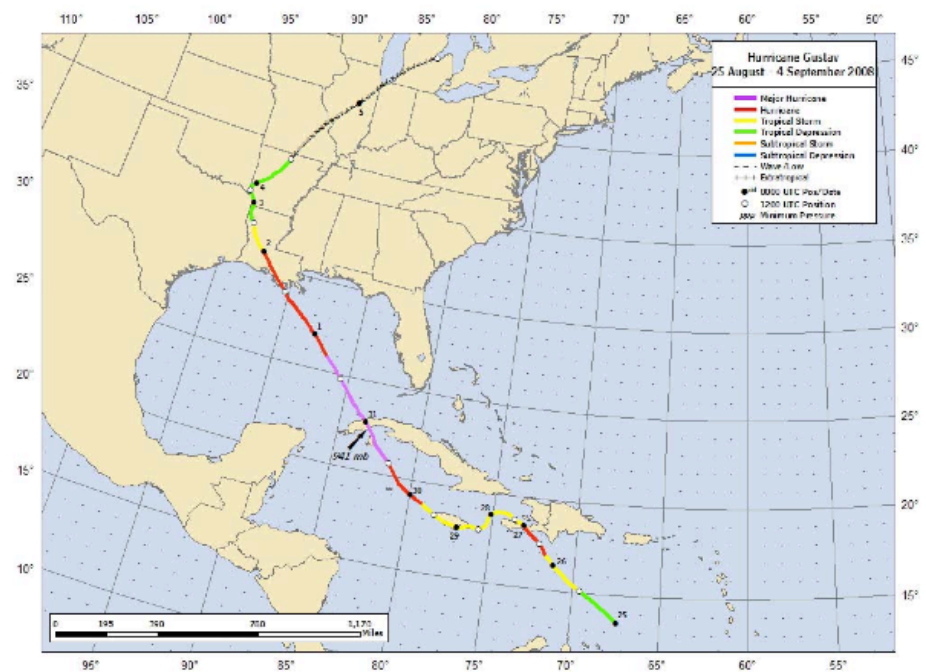 110° 100° 95° 90° 85° 80° 75° 70° 65° 60° 55° 50°
Hurricane Gustav
25 August - 4 September 2008
Major Hurricane
Hurricane
Tropical Storm
Tropical Depression
Subtropical Storm
Subtropical Depression
Wave/Low
Extratropical
0000 UTC Pos/Date
1200 UTC Position
Minimum Pressure
45°
35°
5
40°
30°
4
3
35°
2
25°
1
30°
20°
31
25°
941 mb
15°
30
28
20°
29
27
26
10°
25
15°
0 195 390 780 1,170
Miles
95° 90° 85° 80° 75° 70° 65° 60° 55°